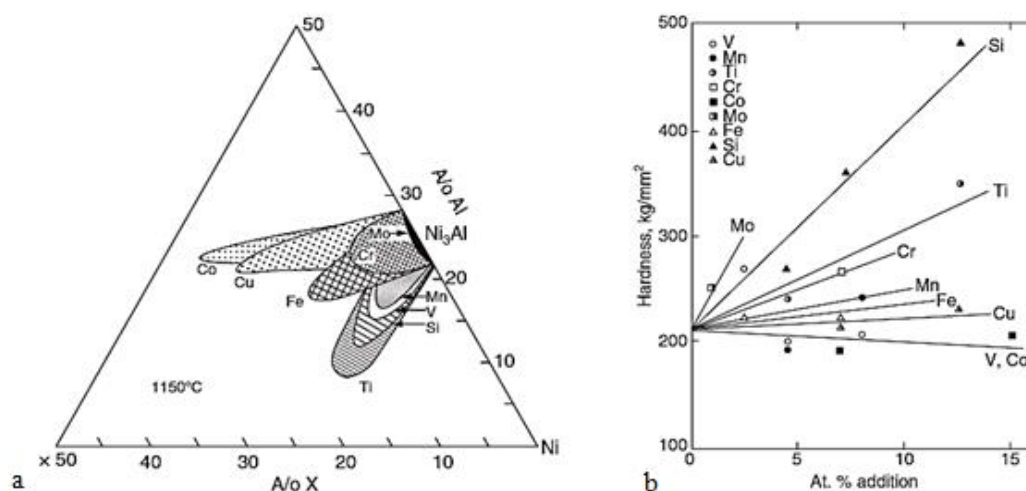 50
40
30
A/o Al
Mo
Ni₃Al
Cr
Co
Cu
20
Fe
Mn
V
Si
10
1150°C
Ti
Ni
× 50
40
30
20
10
A/o X
a
500
400
300
200
100
Hardness, kg/mm²
V
Mn
Ti
Cr
Co
Mo
Fe
Si
Cu
Si
Ti
Mo
Cr
Mn
Fe
Cu
V, Co
0
5
10
15
At. % addition
b